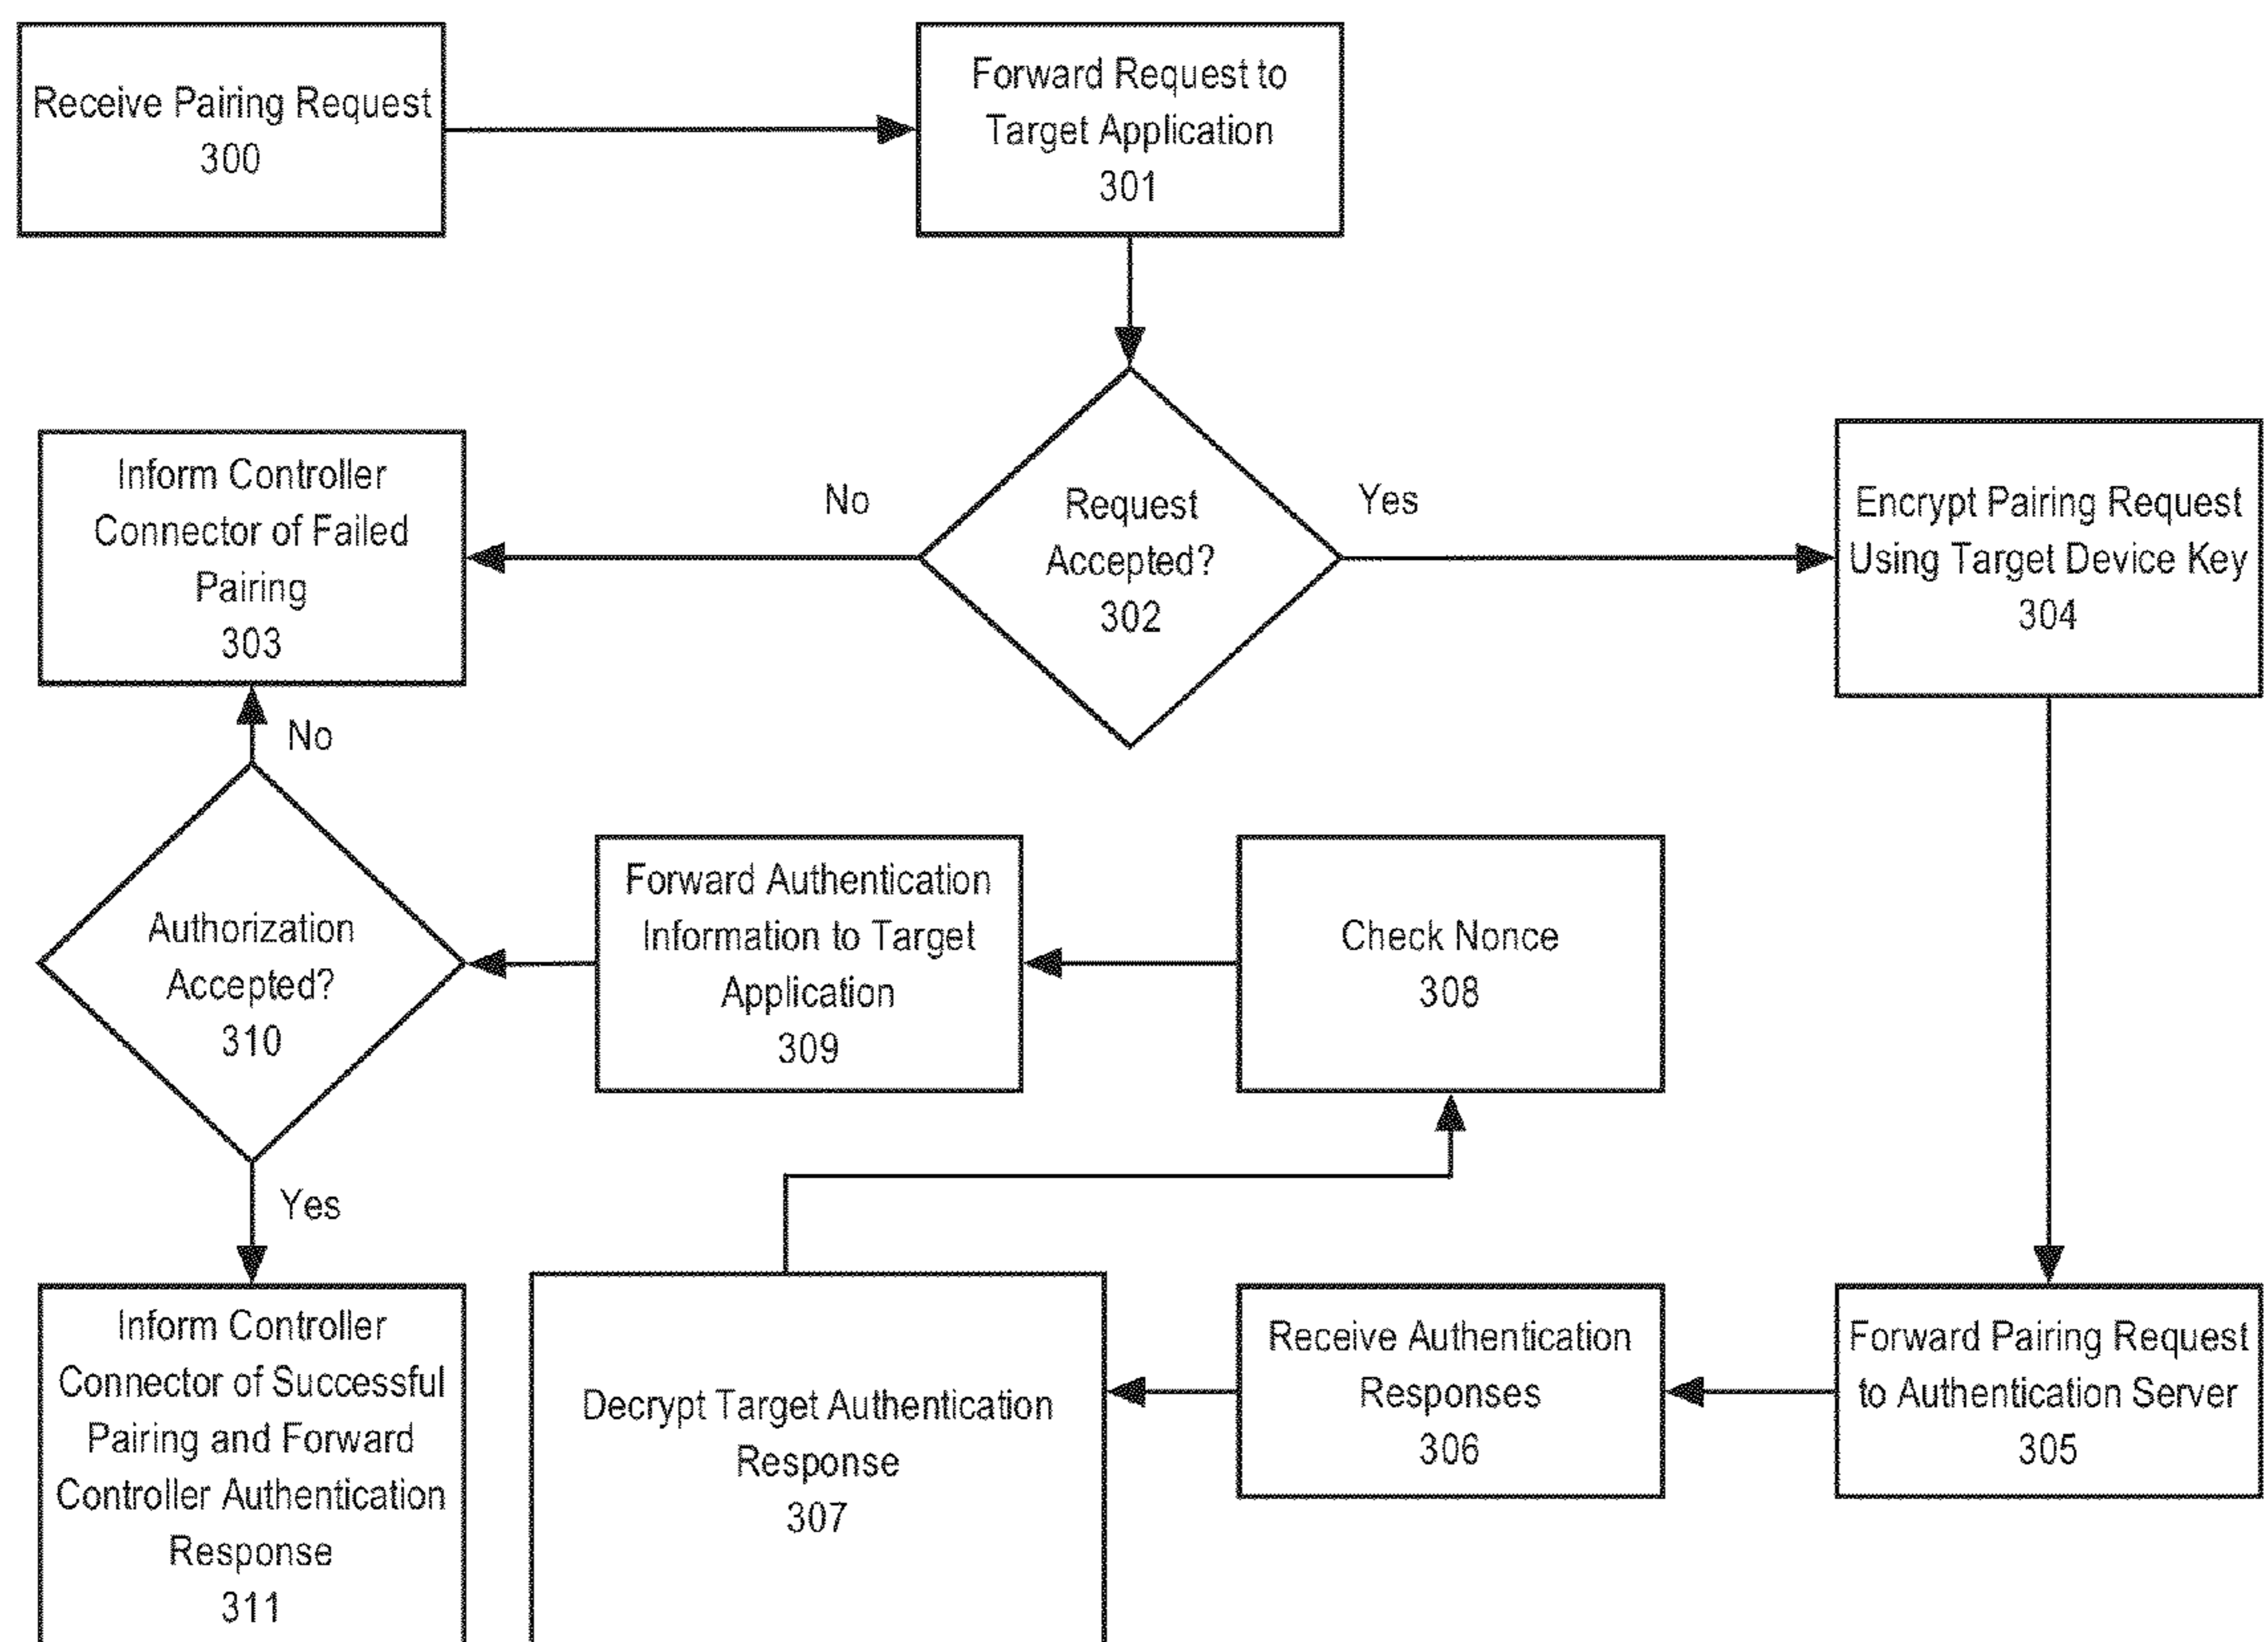 Receive Pairing Request
300
Forward Request to
Target Application
301
Request
Accepted?
302
No
Yes
Inform Controller
Connector of Failed
Pairing
303
Encrypt Pairing Request
Using Target Device Key
304
No
Authorization
Accepted?
310
Forward Authentication
Information to Target
Application
309
Check Nonce
308
Yes
Inform Controller
Connector of Successful
Pairing and Forward
Controller Authentication
Response
311
Decrypt Target Authentication
Response
307
Receive Authentication
Responses
306
Forward Pairing Request
to Authentication Server
305